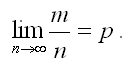 lim_{n→∞} m/n = p .